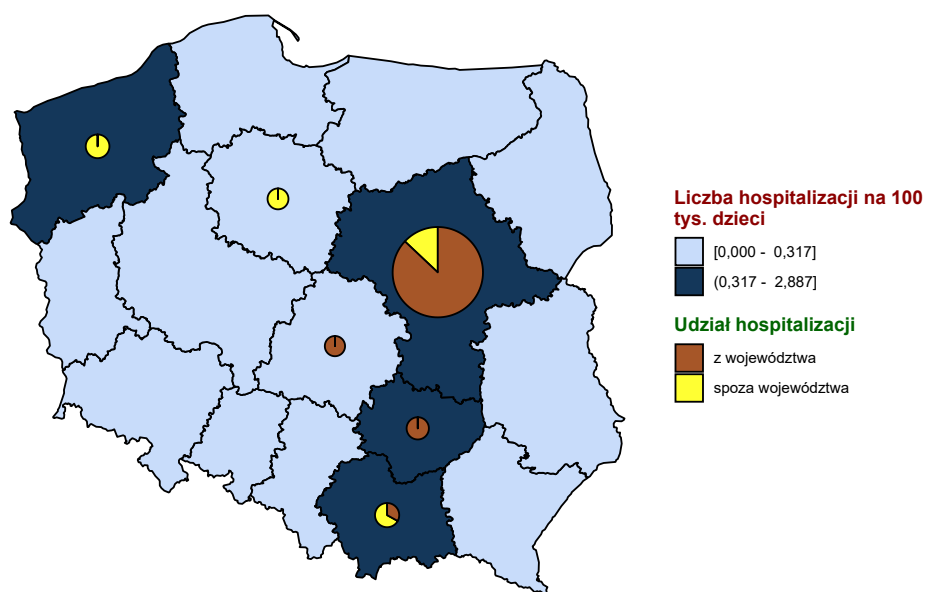 Liczba hospitalizacji na 100
tys. dzieci
[0,000 - 0,317]
(0,317 - 2,887]
Udział hospitalizacji
z województwa
spoza województwa